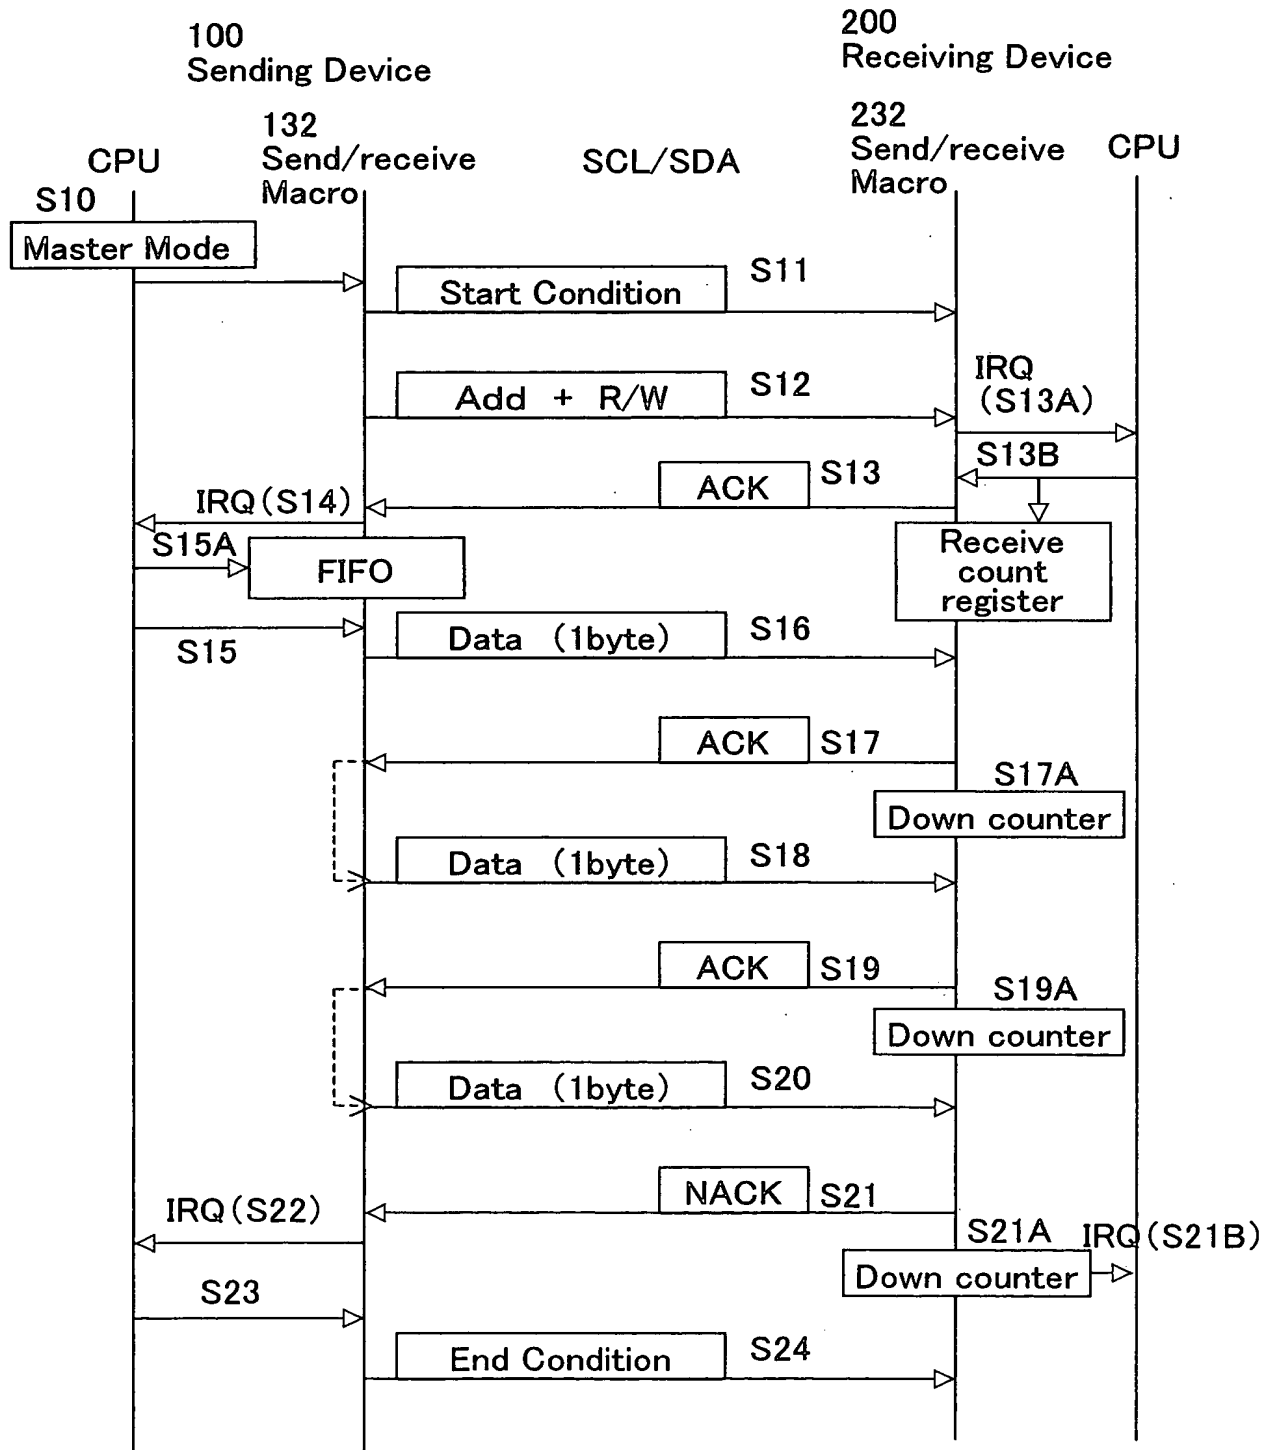 100
Sending Device
200
Receiving Device
132
Send/receive
Macro
232
Send/receive
Macro
CPU
SCL/SDA
CPU
S10
Master Mode
Start Condition
S11
Add + R/W
S12
IRQ
(S13A)
S13B
ACK
S13
IRQ(S14)
S15A
FIFO
Receive
count
register
S15
Data (1byte)
S16
ACK
S17
S17A
Down counter
Data (1byte)
S18
ACK
S19
S19A
Down counter
Data (1byte)
S20
NACK
S21
IRQ(S22)
S21A
IRQ(S21B)
Down counter
S23
End Condition
S24